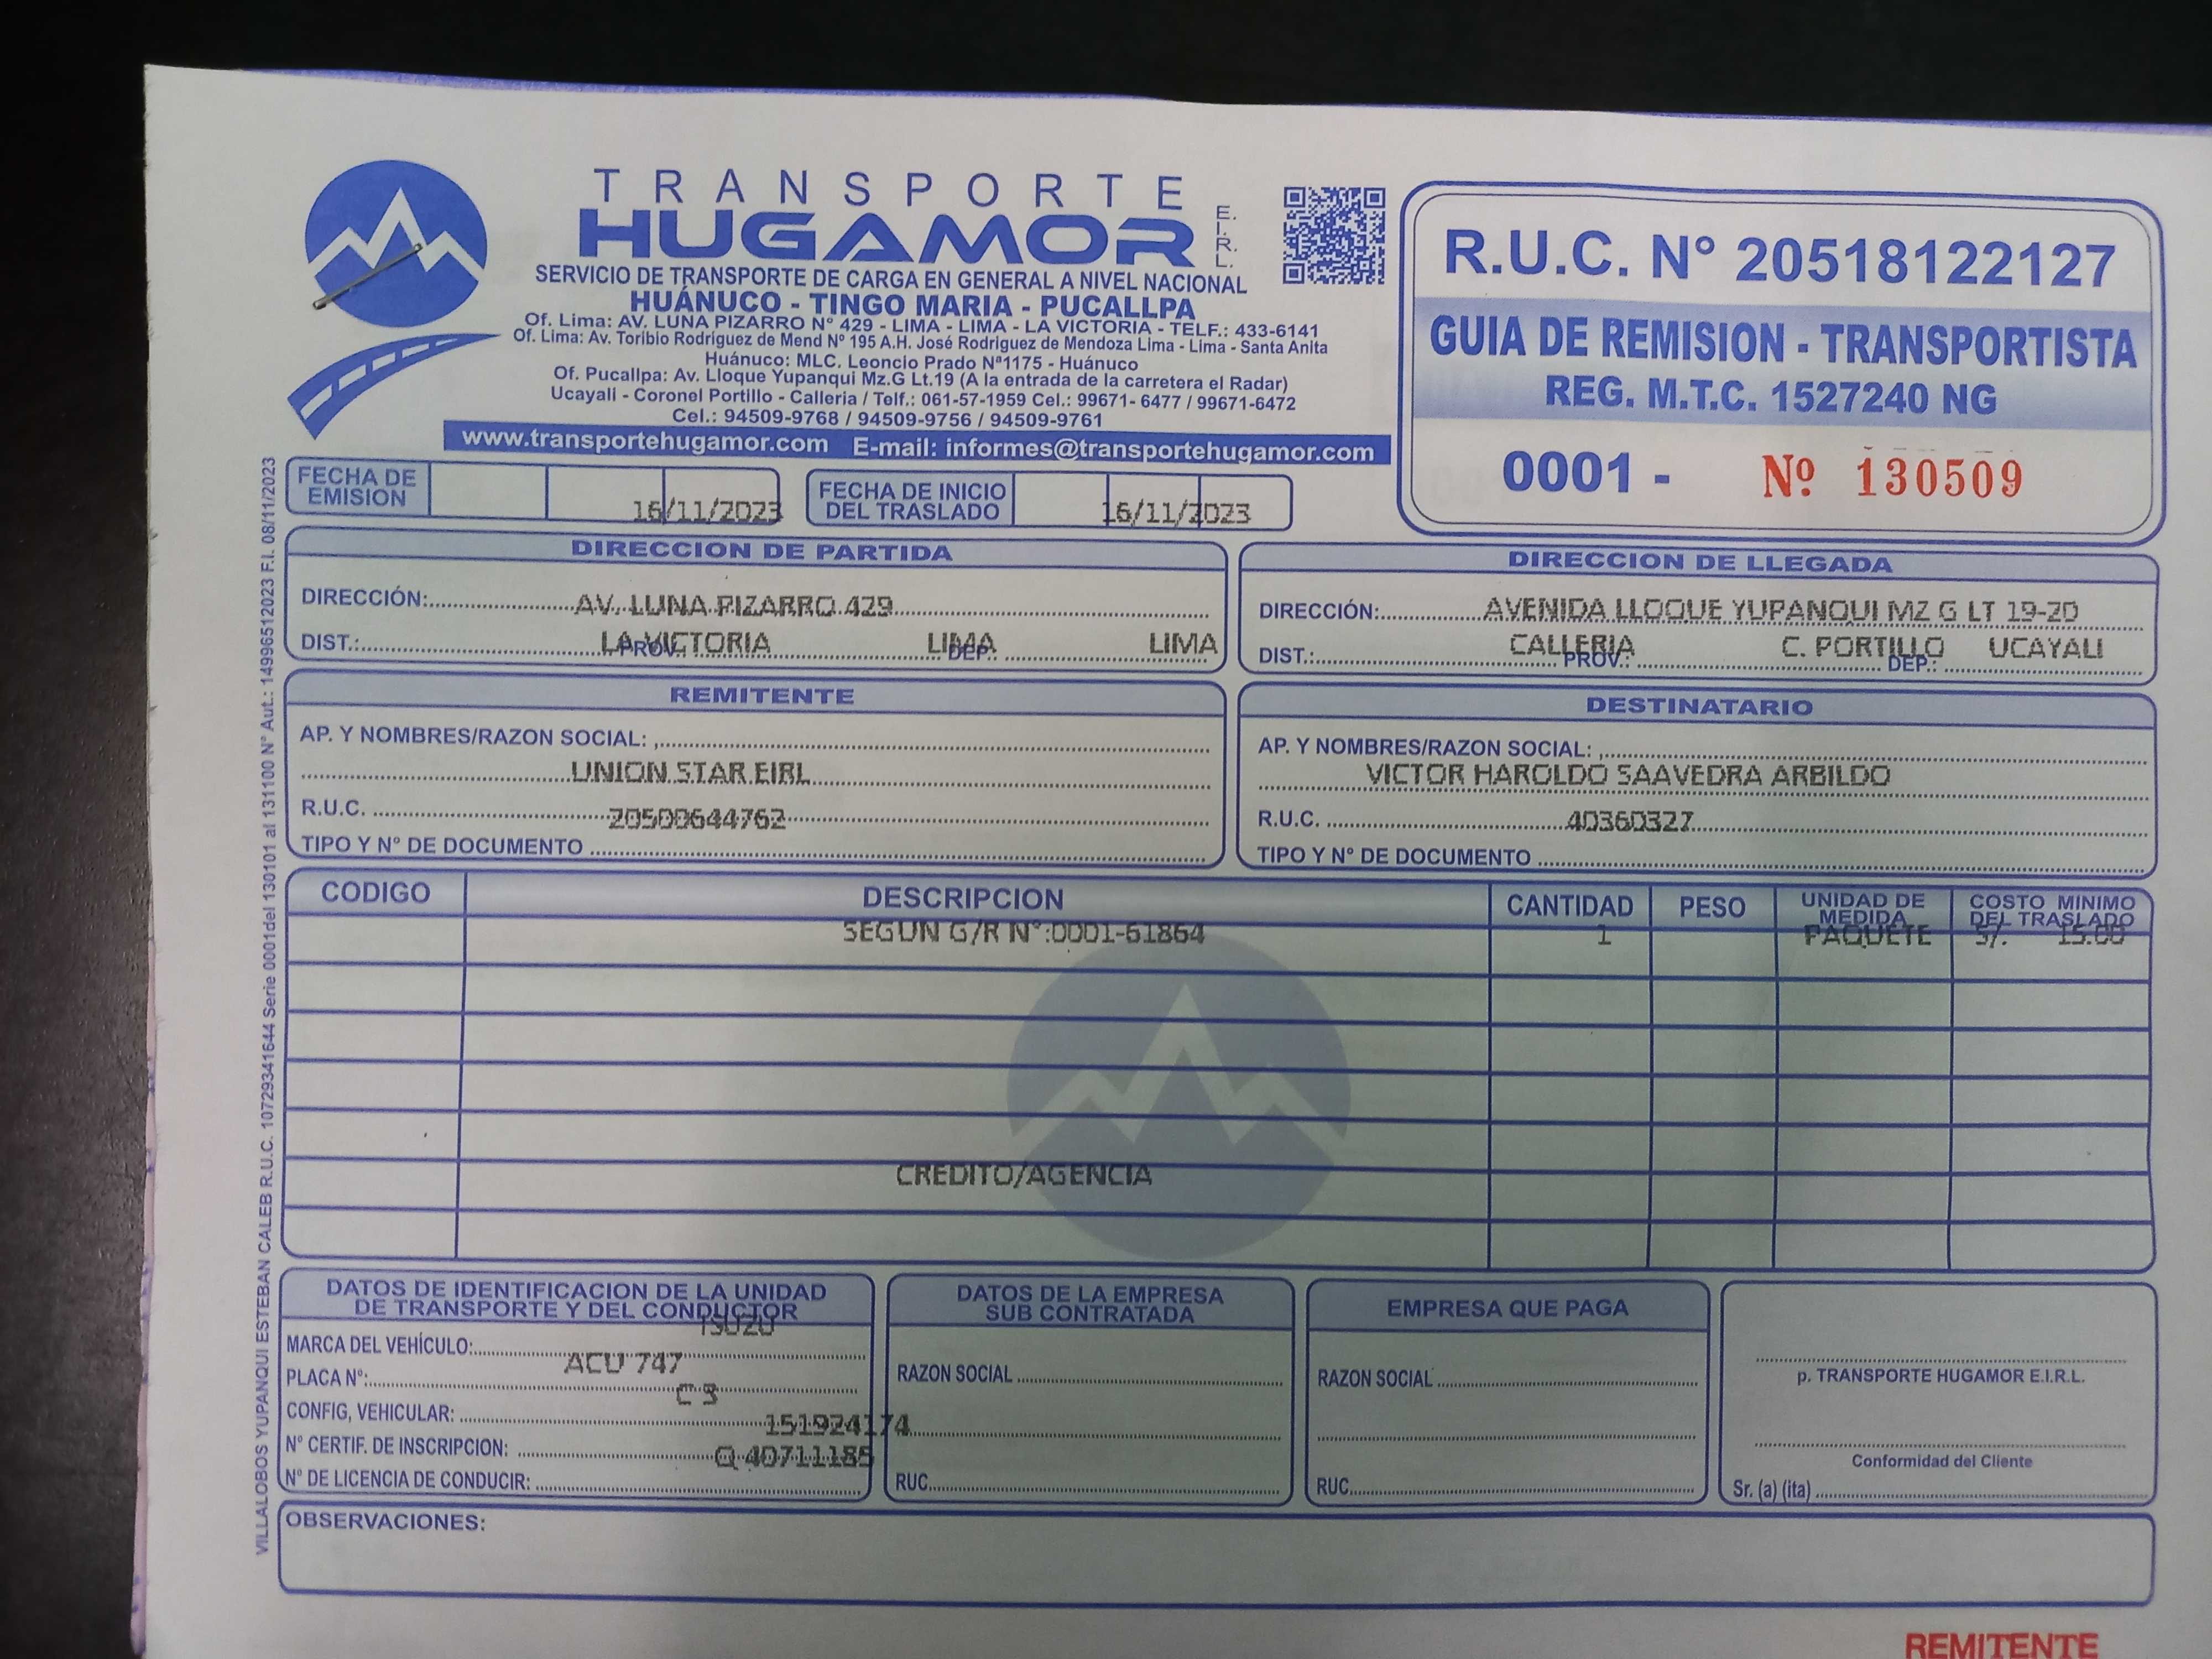 TRANSPORTE
HUGAMOR E.I.R.L.
SERVICIO DE TRANSPORTE DE CARGA EN GENERAL A NIVEL NACIONAL
HUÁNUCO - TINGO MARIA - PUCALLPA
Of. Lima: AV. LUNA PIZARRO Nº 429 - LIMA - LIMA - LA VICTORIA - TELF.: 433-6141
Of. Lima: Av. Toribio Rodriguez de Mend Nº 195 A.H. José Rodriguez de Mendoza Lima - Lima - Santa Anita
Huánuco: MLC. Leoncio Prado Nª1175 - Huánuco
Of. Pucallpa: Av. Lloque Yupanqui Mz.G Lt.19 (A la entrada de la carretera el Radar)
Ucayali - Coronel Portillo - Calleria / Telf.: 061-57-1959 Cel.: 99671- 6477 / 99671-6472
Cel.: 94509-9768 / 94509-9756 / 94509-9761
www.transportehugamor.com E-mail: informes@transportehugamor.com
R.U.C. N° 20518122127
GUIA DE REMISION - TRANSPORTISTA
REG. M.T.C. 1527240 NG
0001 - Nº 130509
FECHA DE EMISION 16/11/2023
FECHA DE INICIO DEL TRASLADO 16/11/2023
DIRECCION DE PARTIDA
DIRECCIÓN: AV. LUNA PIZARRO 429
DIST.: LA VICTORIA PROV.: LIMA DEP.: LIMA
DIRECCION DE LLEGADA
DIRECCIÓN: AVENIDA LLOQUE YUPANQUI MZ G LT 19-20
DIST.: CALLERIA PROV.: C. PORTILLO DEP.: UCAYALI
REMITENTE
AP. Y NOMBRES/RAZON SOCIAL:
UNION STAR EIRL
R.U.C. 20500644762
TIPO Y N° DE DOCUMENTO
DESTINATARIO
AP. Y NOMBRES/RAZON SOCIAL:
VICTOR HAROLDO SAAVEDRA ARBILDO
R.U.C. 40360327
TIPO Y N° DE DOCUMENTO
CODIGO DESCRIPCION CANTIDAD PESO UNIDAD DE MEDIDA COSTO MINIMO DEL TRASLADO
SEGUN G/R N°:0001-61864 1 PAQUETE S/. 15.00
CREDITO/AGENCIA
DATOS DE IDENTIFICACION DE LA UNIDAD
DE TRANSPORTE Y DEL CONDUCTOR
MARCA DEL VEHÍCULO: ISUZU
PLACA N°: ACU 747
CONFIG, VEHICULAR: C 3
N° CERTIF. DE INSCRIPCION: 151924174
N° DE LICENCIA DE CONDUCIR: Q 40711185
DATOS DE LA EMPRESA
SUB CONTRATADA
RAZON SOCIAL
RUC
EMPRESA QUE PAGA
RAZON SOCIAL
RUC
p. TRANSPORTE HUGAMOR E.I.R.L.
Conformidad del Cliente
Sr. (a) (ita)
OBSERVACIONES:
REMITENTE
VILLALOBOS YUPANQUI ESTEBAN CALEB R.U.C. 10729341644 Serie 0001del 130101 al 131100 N° Aut.: 14996512023 F.I. 08/11/2023